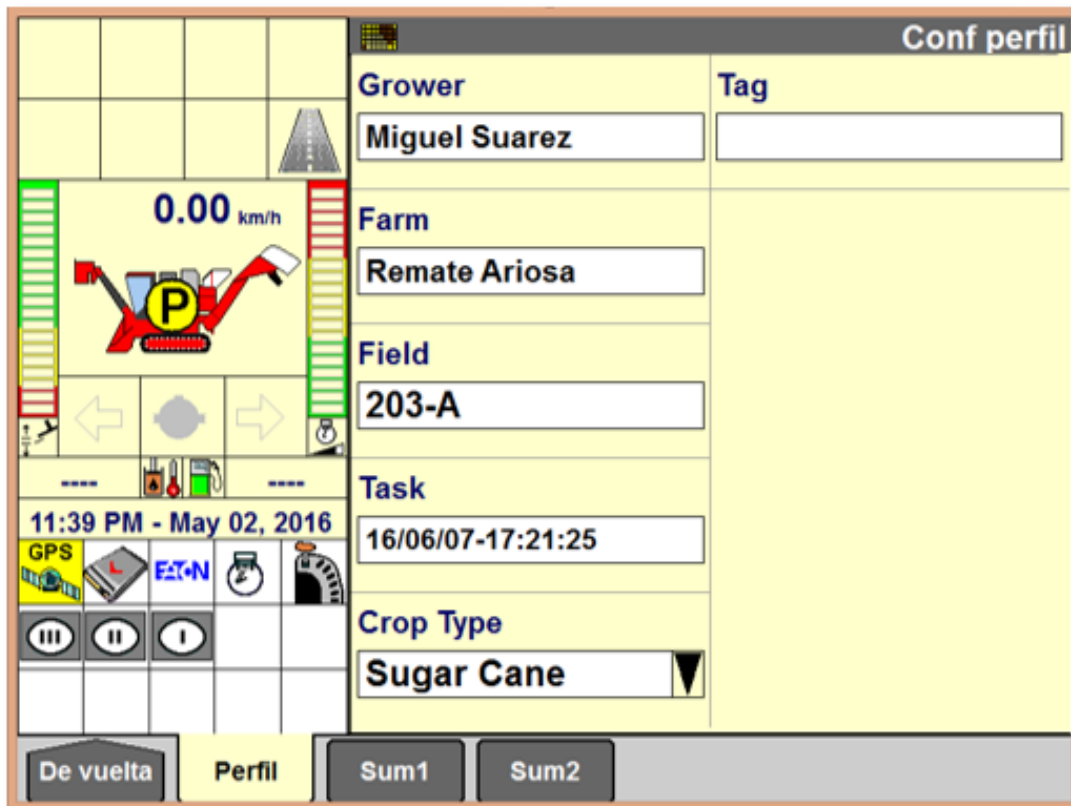 Conf perfil
Grower
Miguel Suarez
Tag
Farm
Remate Ariosa
Field
203-A
Task
16/06/07-17:21:25
Crop Type
Sugar Cane
0.00 km/h
P
---- ----
11:39 PM - May 02, 2016
GPS
EATON
III II I
De vuelta Perfil Sum1 Sum2